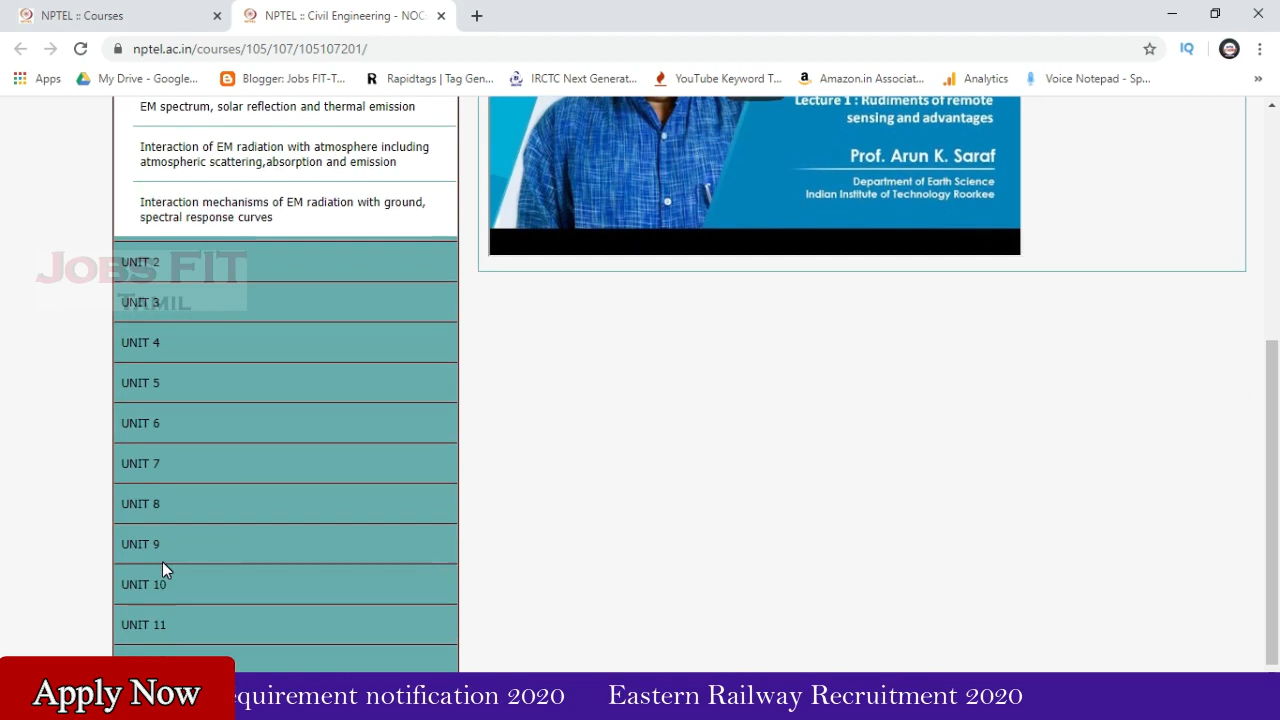 NPTEL :: Courses
NPTEL :: Civil Engineering - NOC:
nptel.ac.in/courses/105/107/105107201/
Apps
My Drive - Google...
Blogger: Jobs FIT-T...
Rapidtags | Tag Gen...
IRCTC Next Generat...
YouTube Keyword T...
Amazon.in Associat...
Analytics
Voice Notepad - Sp...
EM spectrum, solar reflection and thermal emission
Interaction of EM radiation with atmosphere including
atmospheric scattering,absorption and emission
Interaction mechanisms of EM radiation with ground,
spectral response curves
UNIT 2
UNIT 3
UNIT 4
UNIT 5
UNIT 6
UNIT 7
UNIT 8
UNIT 9
UNIT 10
UNIT 11
JOBS FIT
TAMIL
Lecture 1 : Rudiments of remote
sensing and advantages
Prof. Arun K. Saraf
Department of Earth Science
Indian Institute of Technology Roorkee
Apply Now
equirement notification 2020 Eastern Railway Recruitment 2020